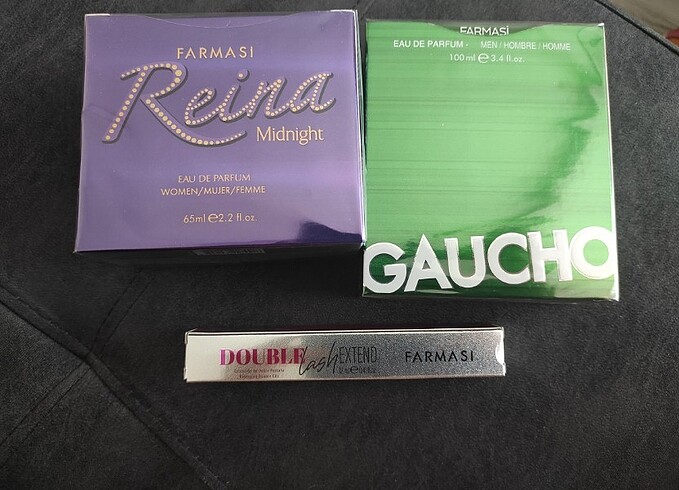 FARMASI
Reina
Midnight
EAU DE PARFUM
WOMEN/MUJER/FEMME
65ml ℮ 2.2 fl.oz.
FARMASİ
EAU DE PARFUM - MEN / HOMBRE / HOMME
100 ml ℮ 3.4 fl.oz.
GAUCHO
DOUBLE lash EXTEND FARMASI